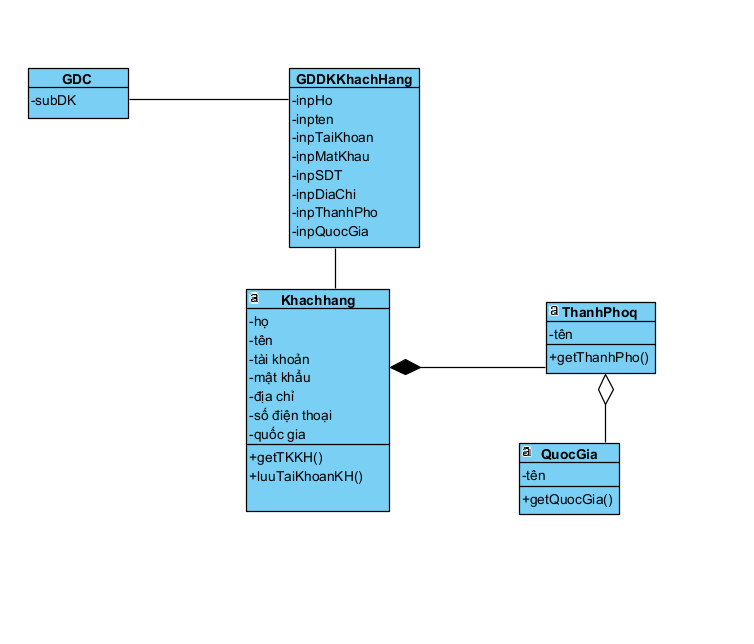 GDC
-subDK
GDDKKhachHang
-inpHo
-inpten
-inpTaiKhoan
-inpMatKhau
-inpSDT
-inpDiaChi
-inpThanhPho
-inpQuocGia
a
Khachhang
-họ
-tên
-tài khoản
-mật khẩu
-địa chỉ
-số điện thoại
-quốc gia
+getTKKH()
+luuTaiKhoanKH()
a
ThanhPhoq
-tên
+getThanhPho()
a
QuocGia
-tên
+getQuocGia()